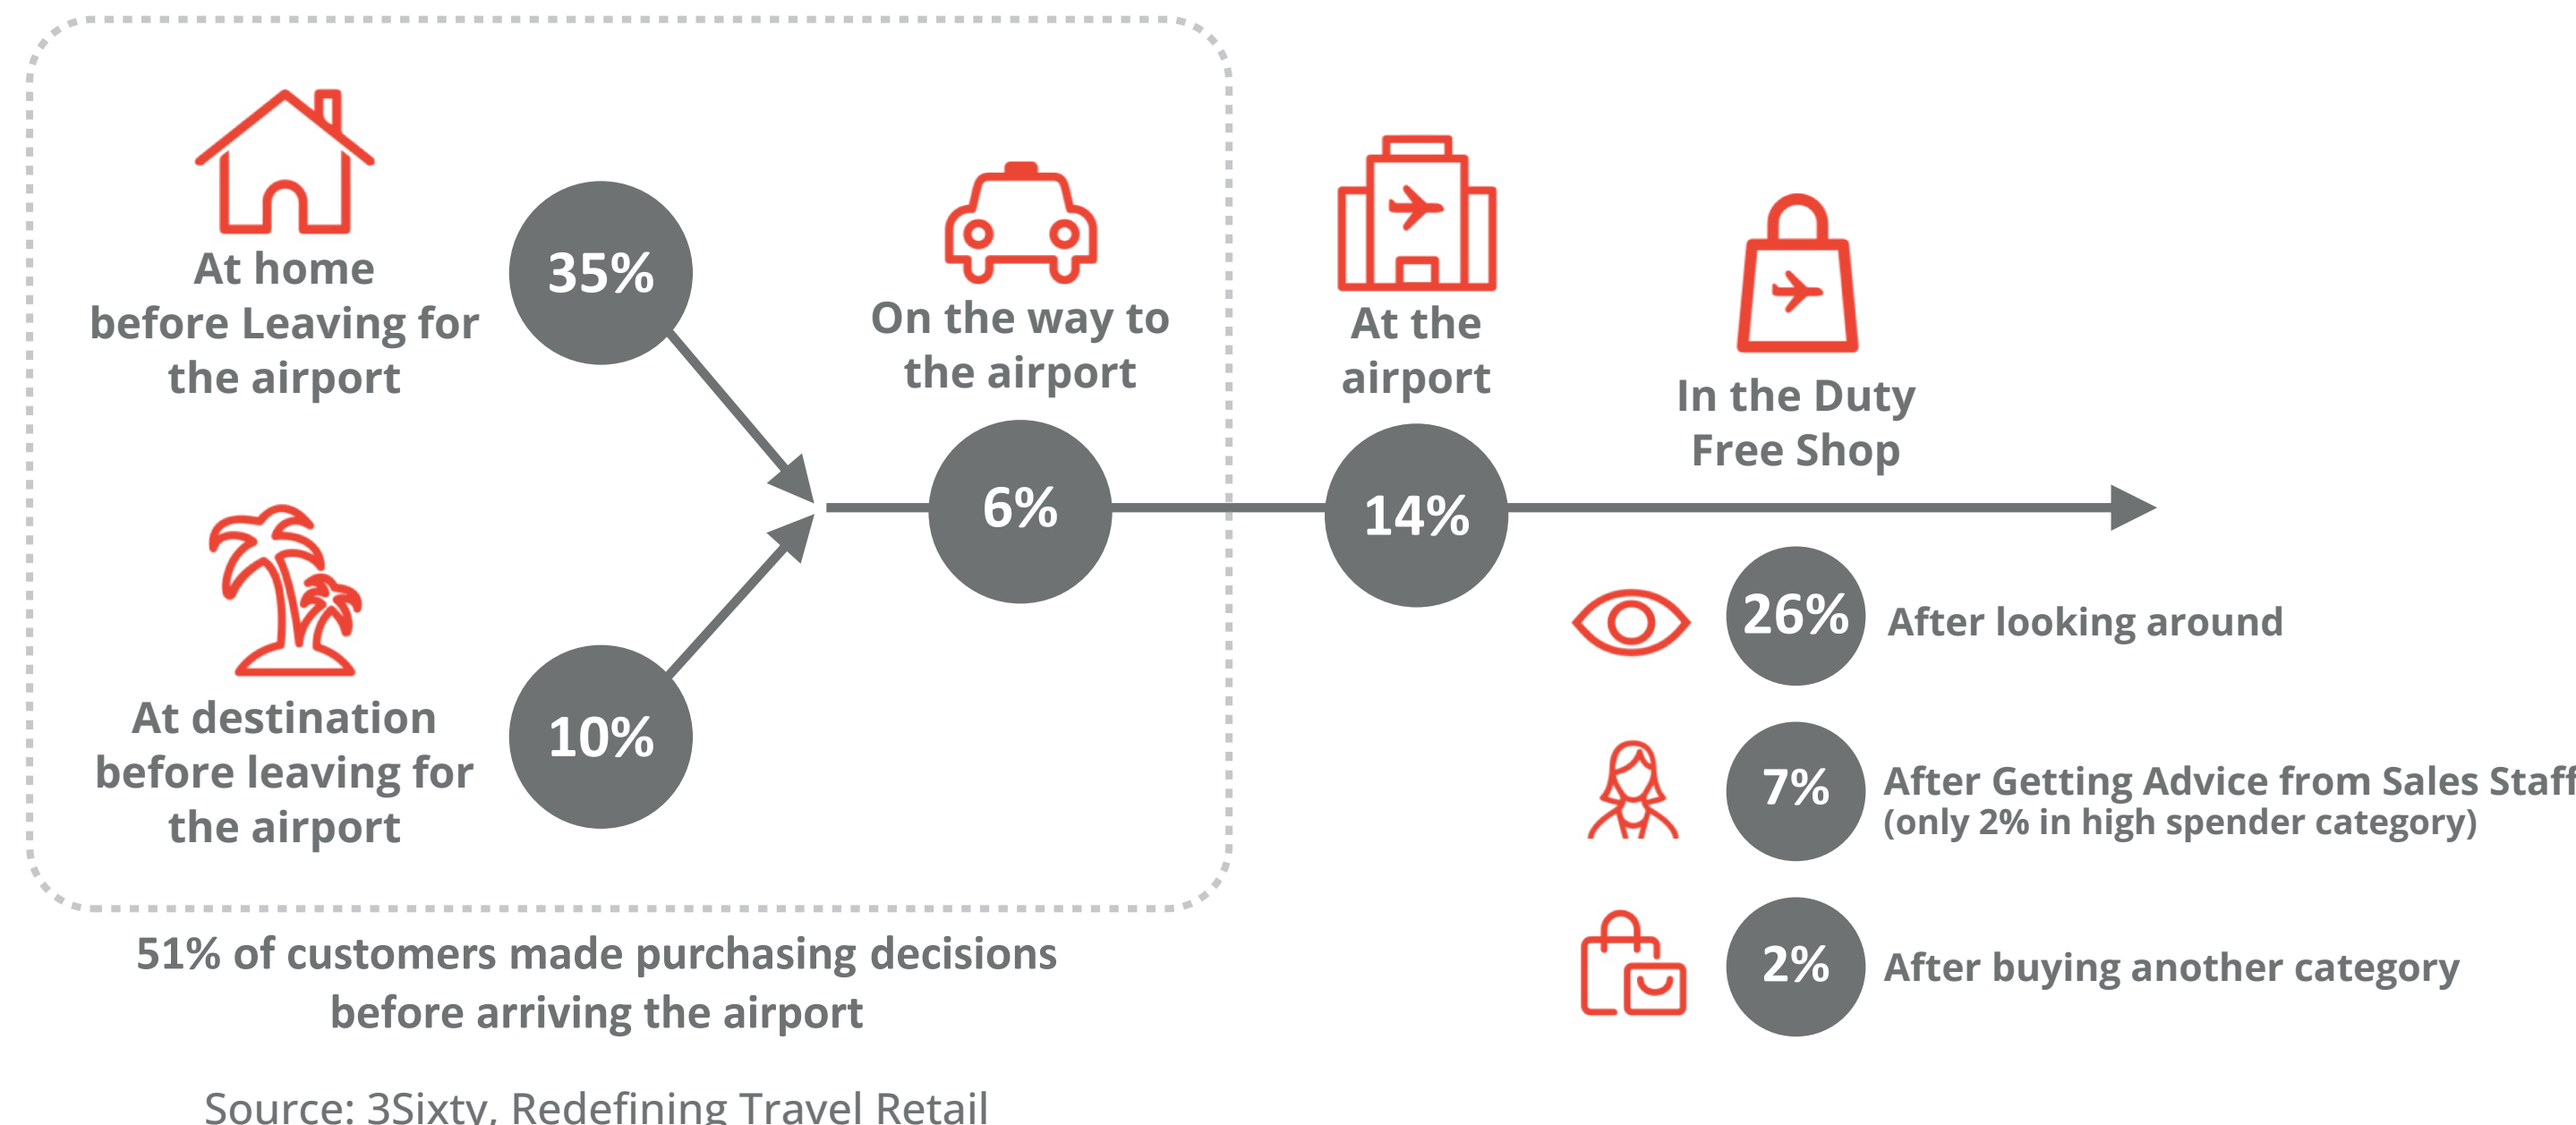 At home
before Leaving for
the airport
35%
On the way to
the airport
6%
At the
airport
14%
In the Duty
Free Shop
At destination
before leaving for
the airport
10%
26%
After looking around
7%
After Getting Advice from Sales Staff
(only 2% in high spender category)
2%
After buying another category
51% of customers made purchasing decisions
before arriving the airport
Source: 3Sixty, Redefining Travel Retail